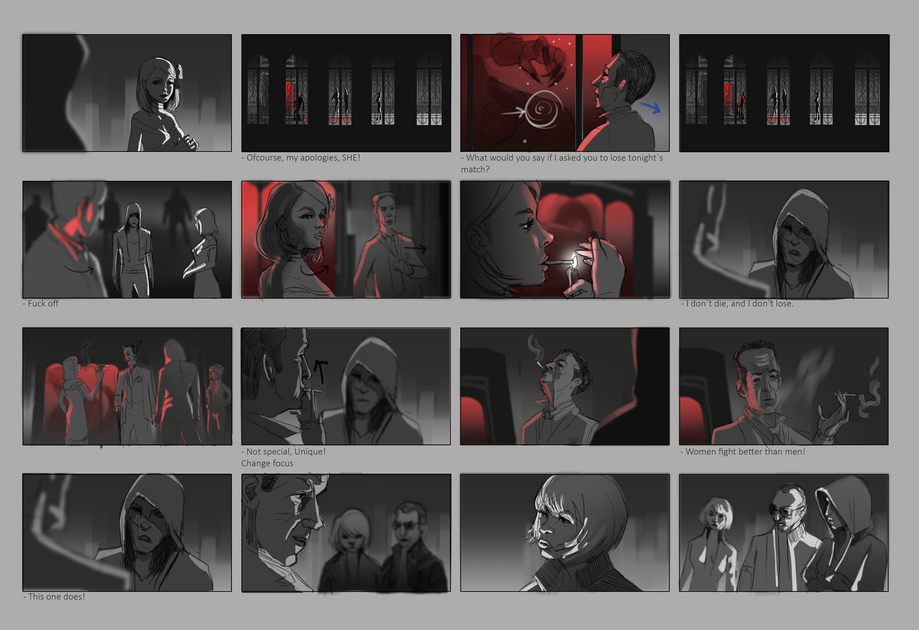 - Ofcourse, my apologies, SHE!
- What would you say if I asked you to lose tonight`s
match?
- Fuck off
- I don`t die, and I don't lose.
- Not special, Unique!
Change focus
- Women fight better than men!
- This one does!